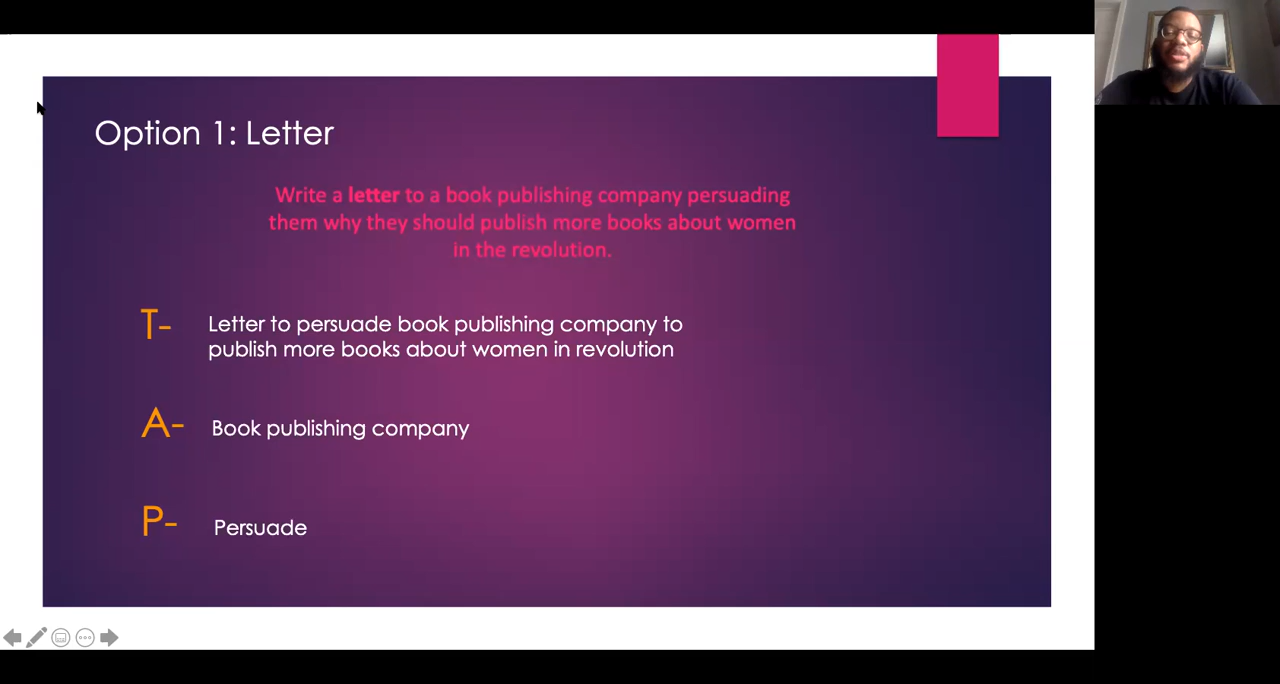 Option 1: Letter
Write a letter to a book publishing company persuading
them why they should publish more books about women
in the revolution.
T- Letter to persuade book publishing company to
publish more books about women in revolution
A- Book publishing company
P- Persuade